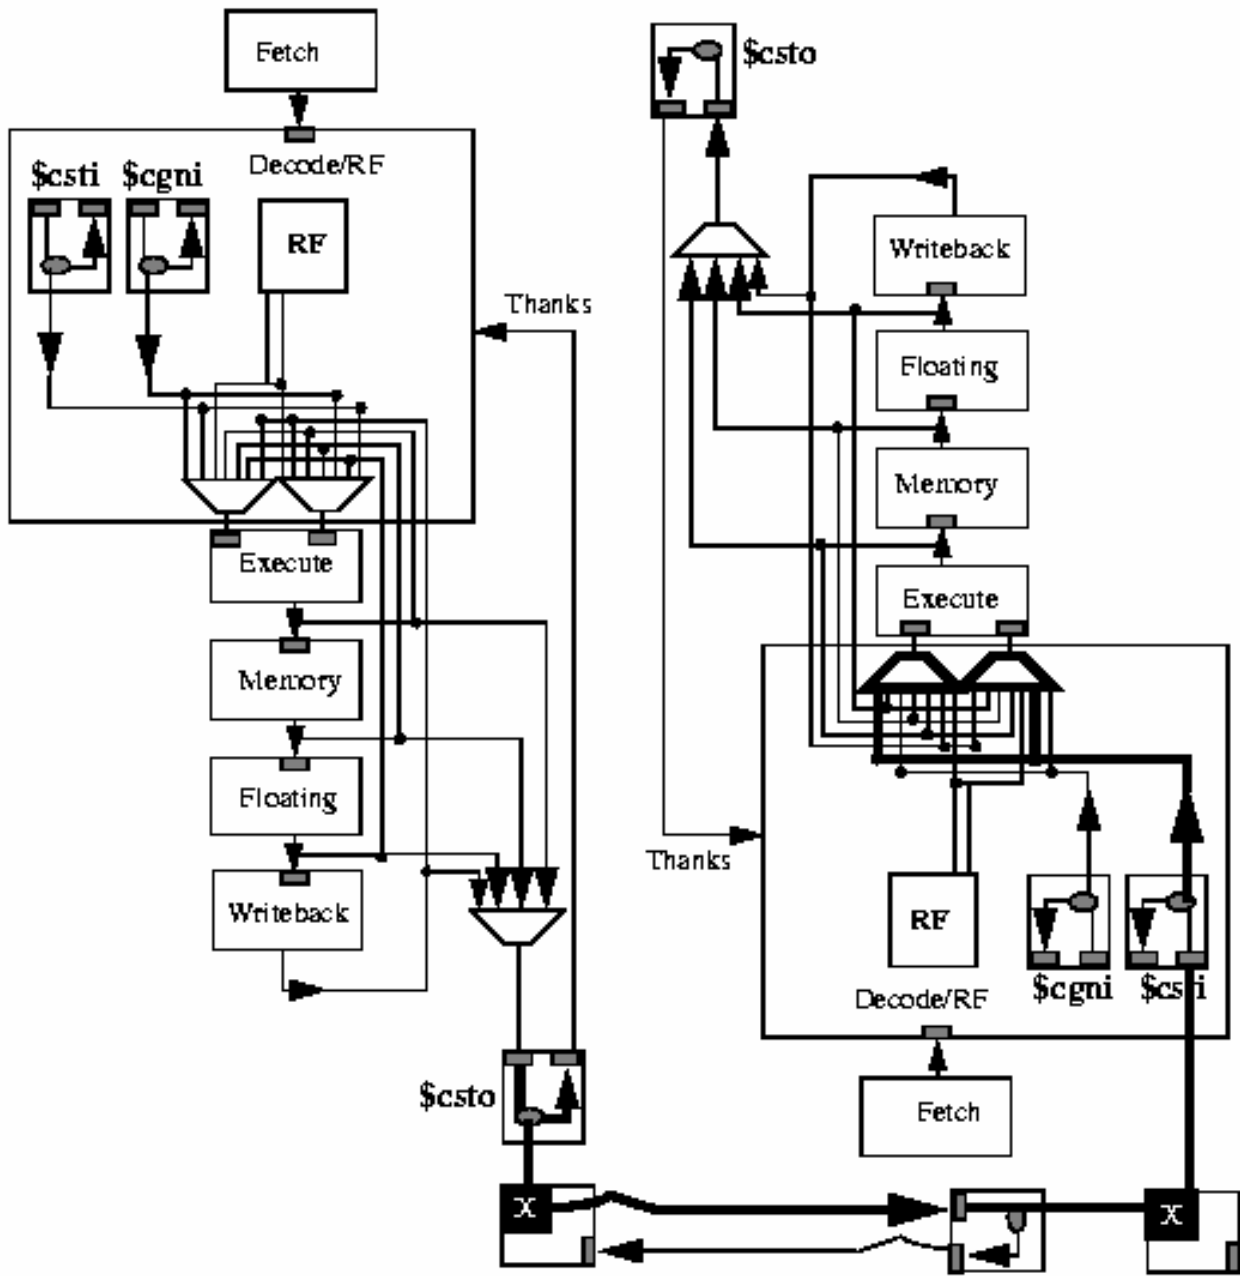 Fetch
Decode/RF
$csti
$cgni
RF
Thanks
Execute
Memory
Floating
Writeback
$csto
X
$csto
Writeback
Floating
Memory
Execute
Thanks
RF
$cgni
$csti
Decode/RF
Fetch
X